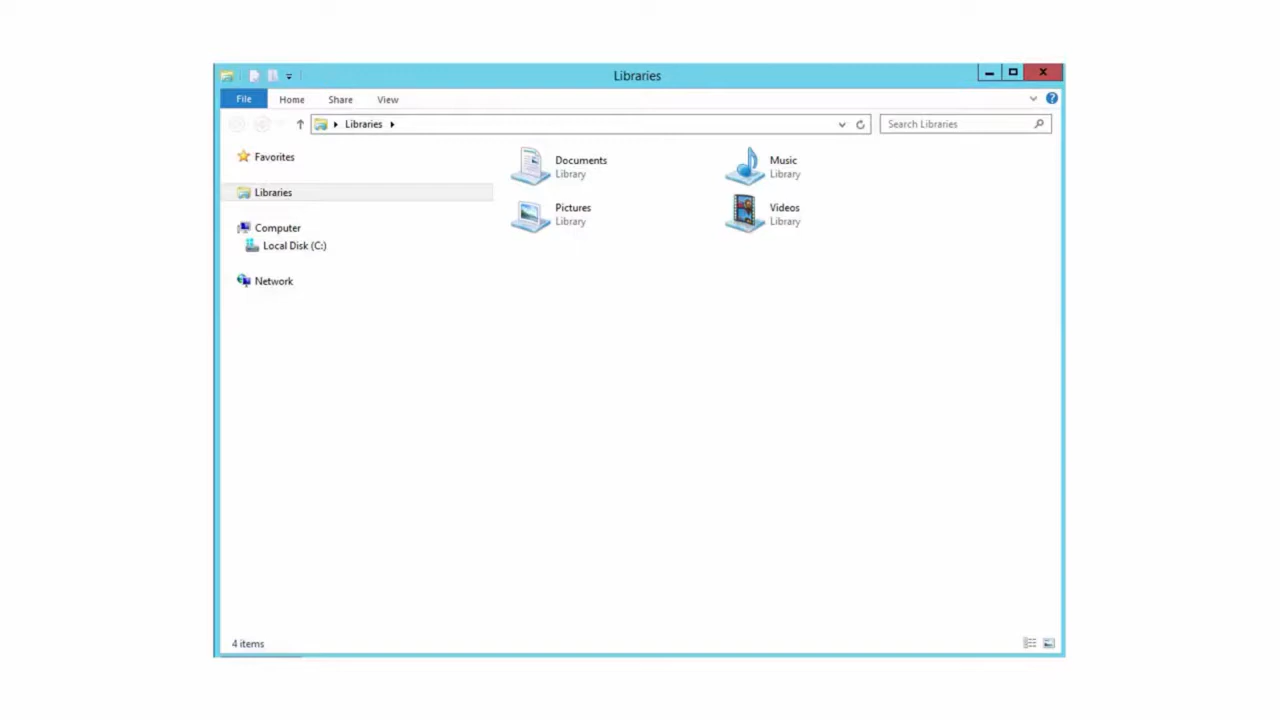 Libraries
File Home Share View
Libraries Search Libraries
Favorites
Libraries
Computer
Local Disk (C:)
Network
Documents
Library
Music
Library
Pictures
Library
Videos
Library
4 items